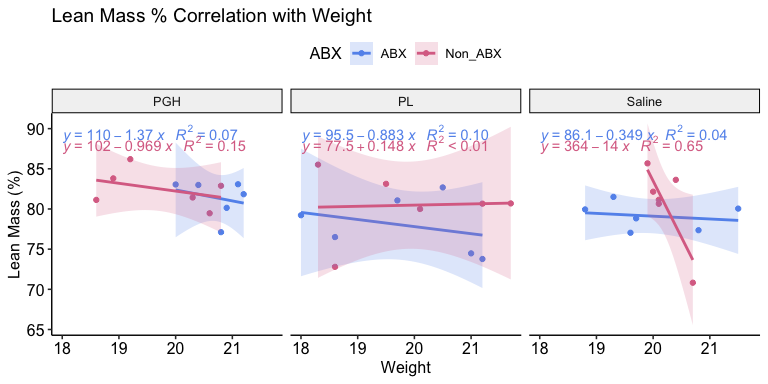 Lean Mass % Correlation with Weight
ABX ABX Non_ABX
PGH PL Saline
y = 110 − 1.37 x R² = 0.07 y = 95.5 − 0.883 x R² = 0.10 y = 86.1 − 0.349 x R² = 0.04
y = 102 − 0.969 x R² = 0.15 y = 77.5 + 0.148 x R² < 0.01 y = 364 − 14 x R² = 0.65
90
85
80
75
70
65
Lean Mass (%)
18 19 20 21 18 19 20 21 18 19 20 21
Weight